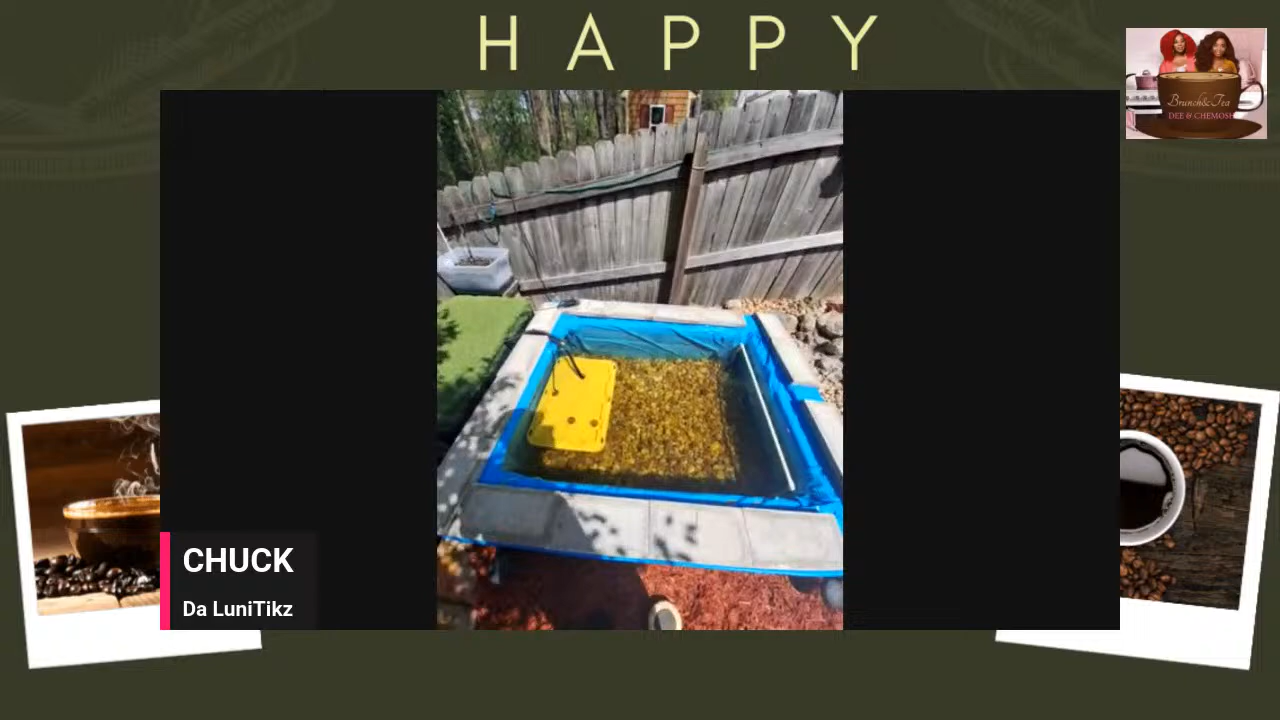 HAPPY
Brunch&Tea
DEE & CHEMOSH
CHUCK
Da LuniTikz